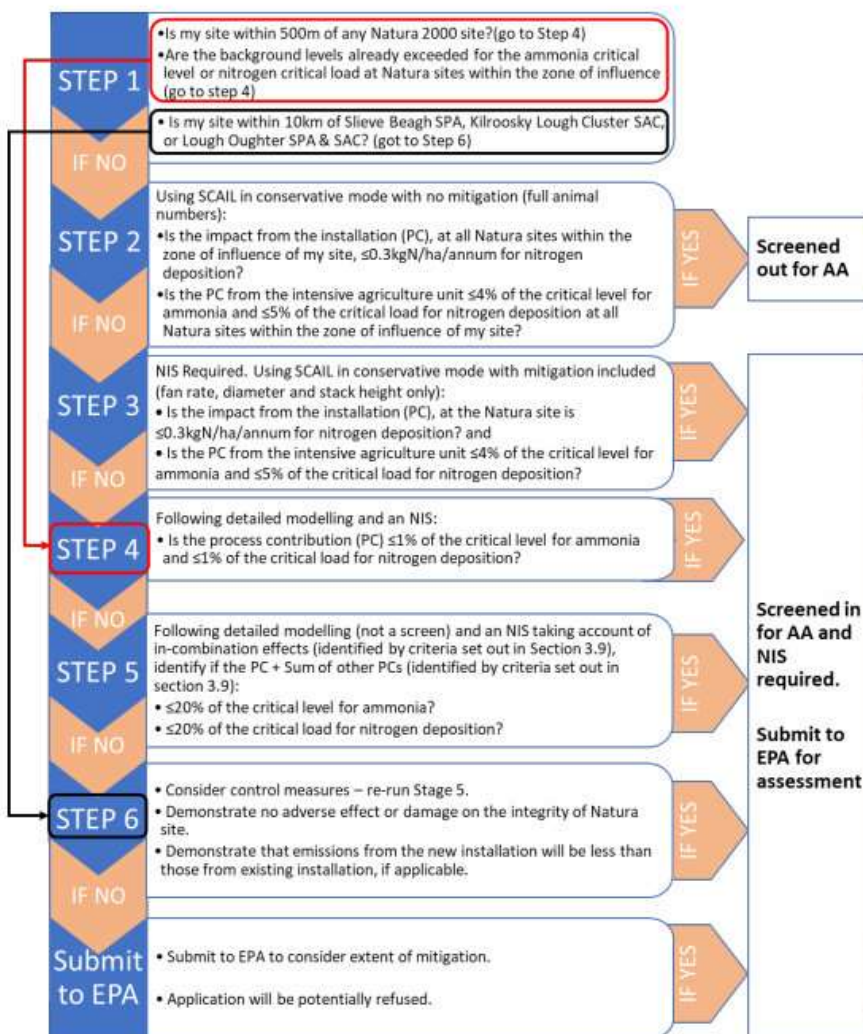 STEP 1
•Is my site within 500m of any Natura 2000 site?(go to Step 4)
•Are the background levels already exceeded for the ammonia critical
level or nitrogen critical load at Natura sites within the zone of influence
(go to step 4)
• Is my site within 10km of Slieve Beagh SPA, Kilroosky Lough Cluster SAC,
or Lough Oughter SPA & SAC? (got to Step 6)
IF NO
STEP 2
Using SCAIL in conservative mode with no mitigation (full animal
numbers):
•Is the impact from the installation (PC), at all Natura sites within the
zone of influence of my site, ≤0.3kgN/ha/annum for nitrogen
deposition?
•Is the PC from the intensive agriculture unit ≤4% of the critical level for
ammonia and ≤5% of the critical load for nitrogen deposition at all
Natura sites within the zone of influence of my site?
IF YES
Screened
out for AA
IF NO
STEP 3
NIS Required. Using SCAIL in conservative mode with mitigation included
(fan rate, diameter and stack height only):
• Is the impact from the installation (PC), at the Natura site is
≤0.3kgN/ha/annum for nitrogen deposition? and
• Is the PC from the intensive agriculture unit ≤4% of the critical level for
ammonia and ≤5% of the critical load for nitrogen deposition?
IF YES
IF NO
STEP 4
Following detailed modelling and an NIS:
• Is the process contribution (PC) ≤1% of the critical level for ammonia
and ≤1% of the critical load for nitrogen deposition?
IF YES
IF NO
STEP 5
Following detailed modelling (not a screen) and an NIS taking account of
in-combination effects (identified by criteria set out in Section 3.9),
identify if the PC + Sum of other PCs (identified by criteria set out in
section 3.9):
• ≤20% of the critical level for ammonia?
• ≤20% of the critical load for nitrogen deposition?
IF YES
Screened in
for AA and
NIS
required.
Submit to
EPA for
assessment
IF NO
STEP 6
• Consider control measures – re-run Stage 5.
• Demonstrate no adverse effect or damage on the integrity of Natura
site.
• Demonstrate that emissions from the new installation will be less than
those from existing installation, if applicable.
IF YES
IF NO
Submit
to EPA
• Submit to EPA to consider extent of mitigation.
• Application will be potentially refused.
IF YES